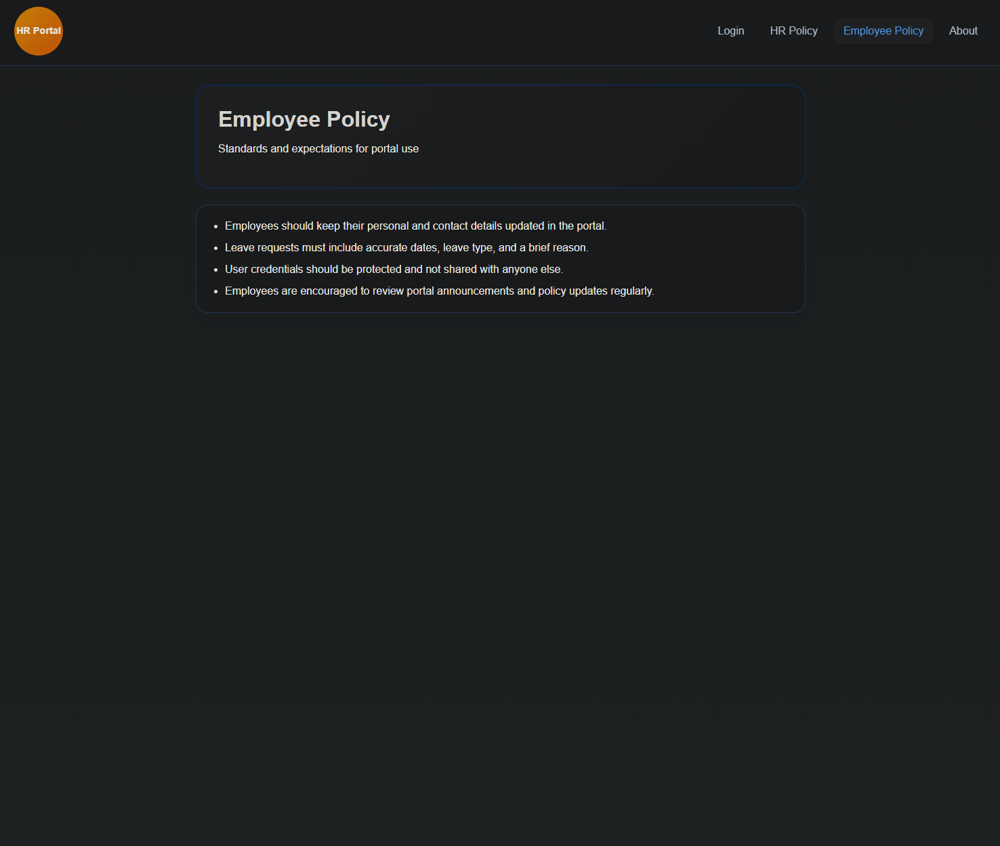 HR Portal
Login
HR Policy
Employee Policy
About
Employee Policy
Standards and expectations for portal use
• Employees should keep their personal and contact details updated in the portal.
• Leave requests must include accurate dates, leave type, and a brief reason.
• User credentials should be protected and not shared with anyone else.
• Employees are encouraged to review portal announcements and policy updates regularly.